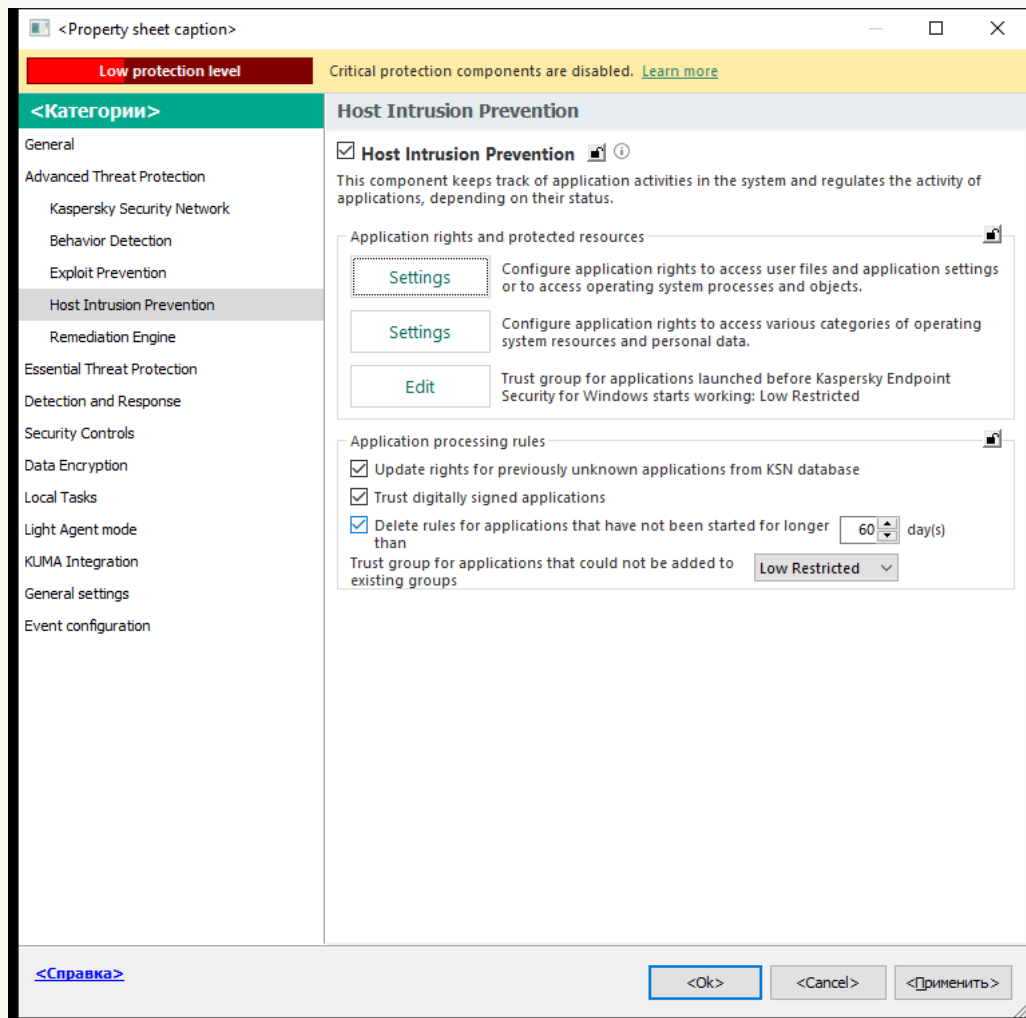 <Property sheet caption>
Low protection level
Critical protection components are disabled. Learn more
<Категории>
General
Advanced Threat Protection
Kaspersky Security Network
Behavior Detection
Exploit Prevention
Host Intrusion Prevention
Remediation Engine
Essential Threat Protection
Detection and Response
Security Controls
Data Encryption
Local Tasks
Light Agent mode
KUMA Integration
General settings
Event configuration
Host Intrusion Prevention
Host Intrusion Prevention
This component keeps track of application activities in the system and regulates the activity of
applications, depending on their status.
Application rights and protected resources
Settings
Configure application rights to access user files and application settings
or to access operating system processes and objects.
Settings
Configure application rights to access various categories of operating
system resources and personal data.
Edit
Trust group for applications launched before Kaspersky Endpoint
Security for Windows starts working: Low Restricted
Application processing rules
Update rights for previously unknown applications from KSN database
Trust digitally signed applications
Delete rules for applications that have not been started for longer
than
60
day(s)
Trust group for applications that could not be added to
existing groups
Low Restricted
<Справка>
<Ok>
<Cancel>
<Применить>